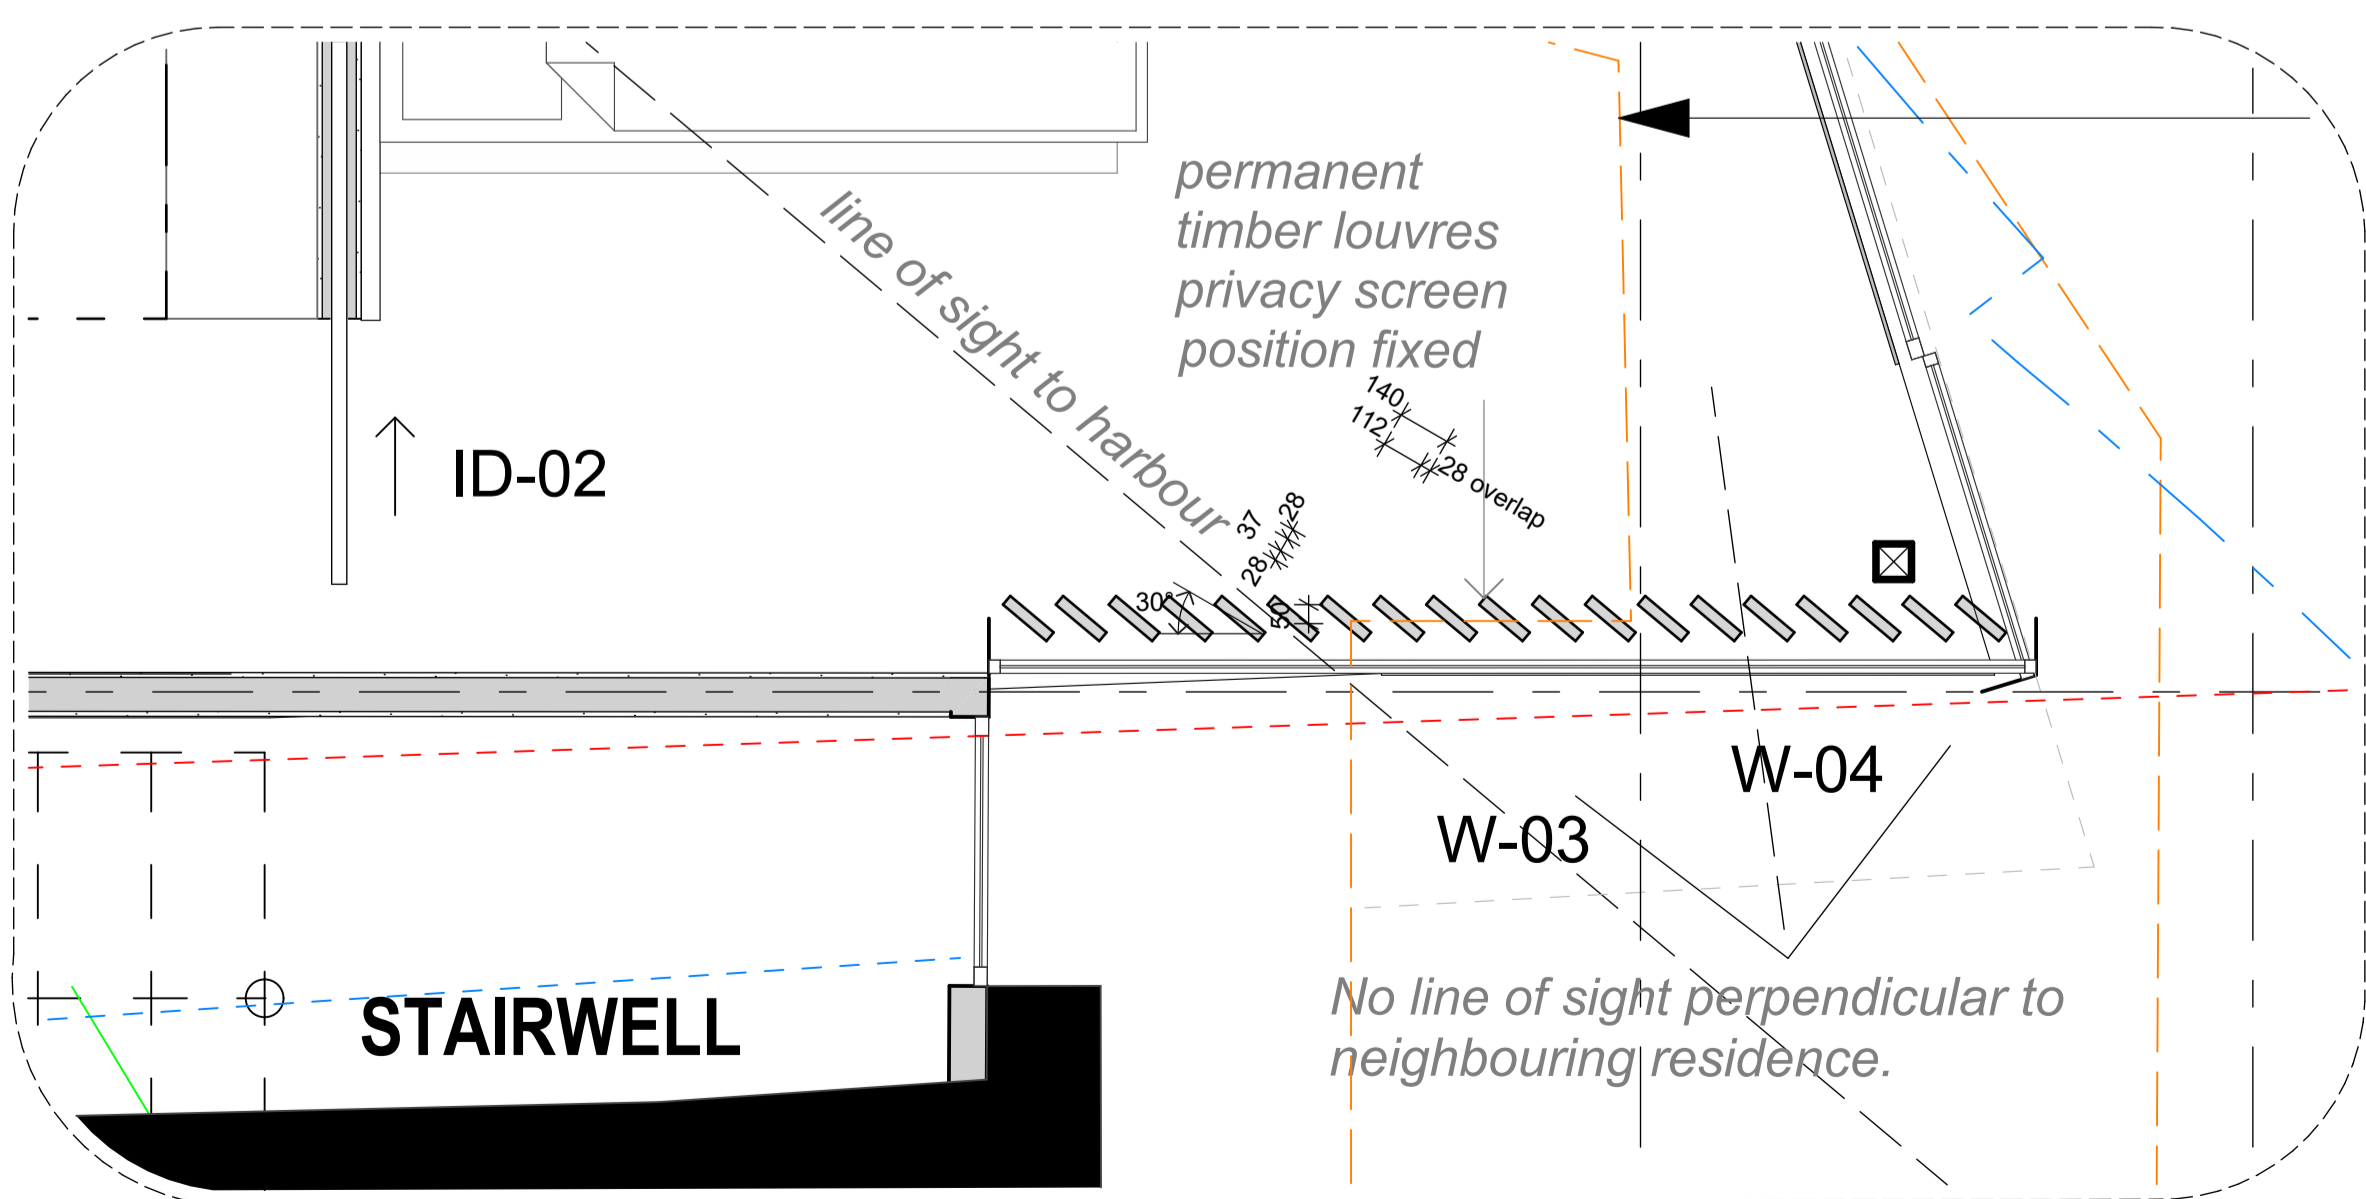 permanent
timber louvres
privacy screen
position fixed
line of sight to harbour
140
112
28 overlap
ID-02
37
28
28
30°
50
W-04
W-03
No line of sight perpendicular to
neighbouring residence.
STAIRWELL